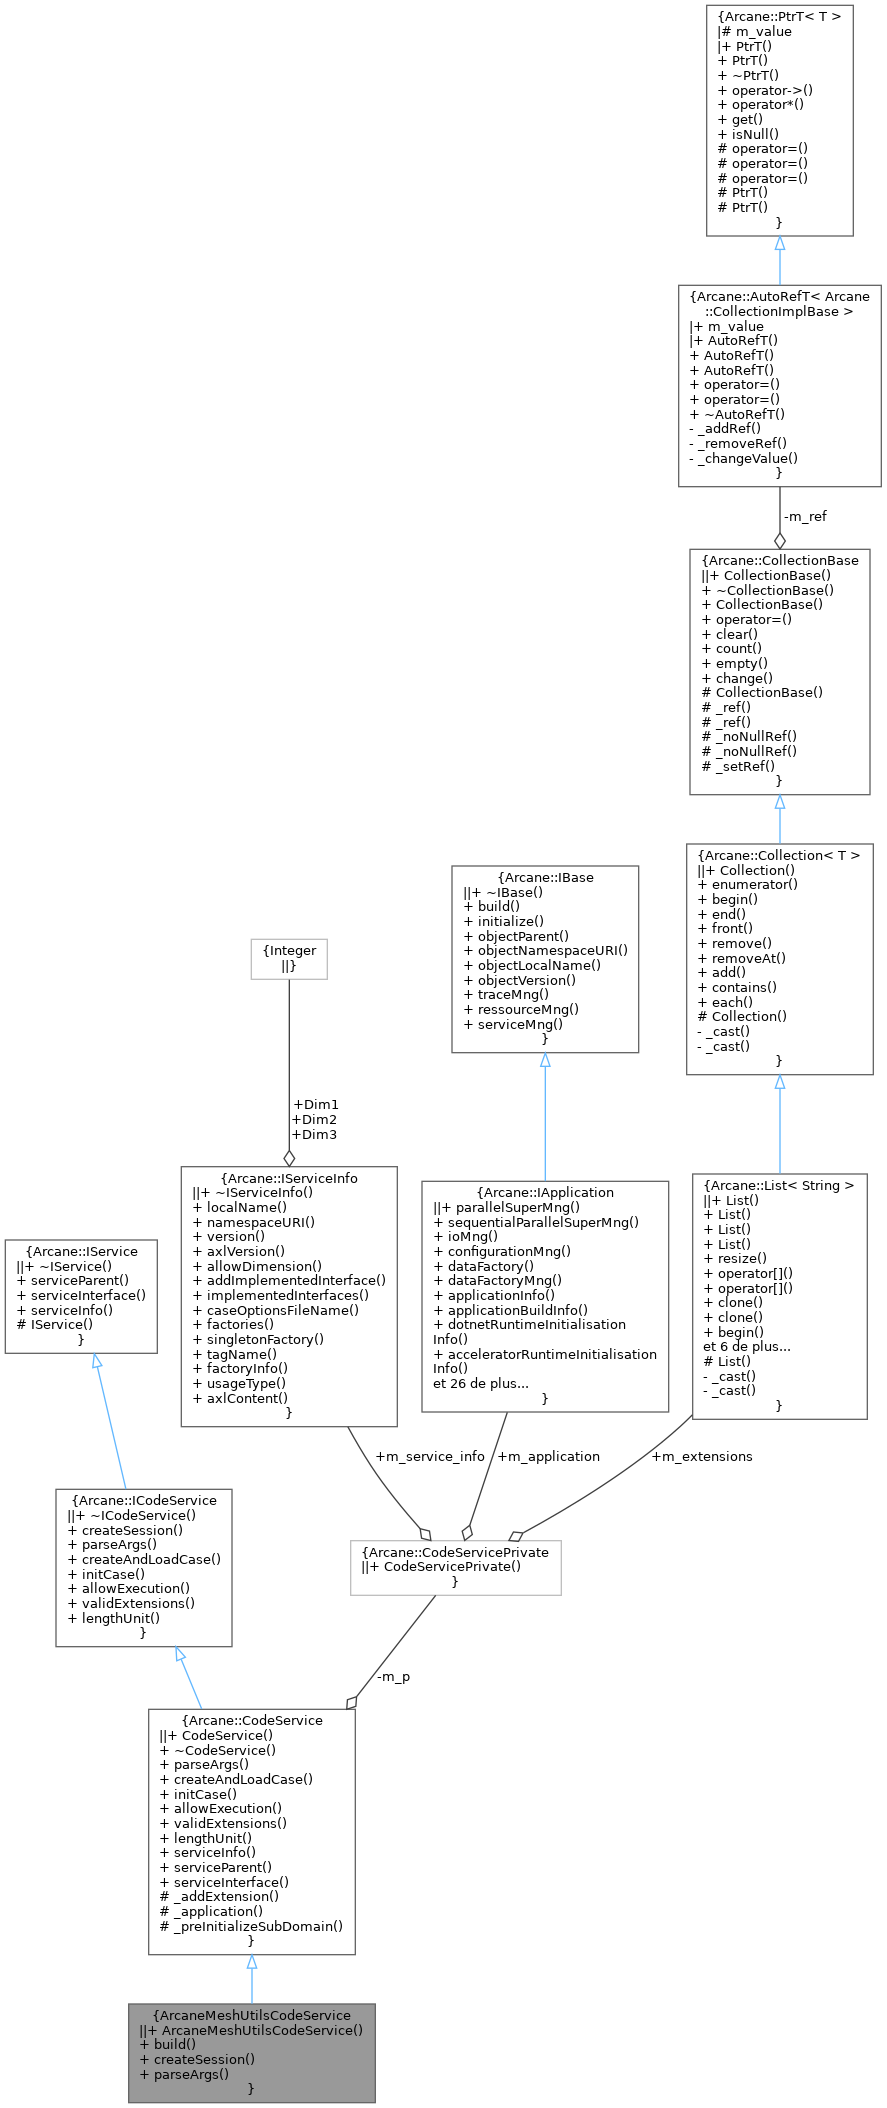 {Arcane::PtrT< T >
|# m_value
|+ PtrT()
+ PtrT()
+ ~PtrT()
+ operator->()
+ operator*()
+ get()
+ isNull()
# operator=()
# operator=()
# operator=()
# PtrT()
# PtrT()
}
{Arcane::AutoRefT< Arcane
::CollectionImplBase >
|+ m_value
|+ AutoRefT()
+ AutoRefT()
+ AutoRefT()
+ operator=()
+ operator=()
+ ~AutoRefT()
- _addRef()
- _removeRef()
- _changeValue()
}
-m_ref
{Arcane::CollectionBase
||+ CollectionBase()
+ ~CollectionBase()
+ CollectionBase()
+ operator=()
+ clear()
+ count()
+ empty()
+ change()
# CollectionBase()
# _ref()
# _ref()
# _noNullRef()
# _noNullRef()
# _setRef()
}
{Arcane::Collection< T >
||+ Collection()
+ enumerator()
+ begin()
+ end()
+ front()
+ remove()
+ removeAt()
+ add()
+ contains()
+ each()
# Collection()
- _cast()
- _cast()
}
{Arcane::IBase
||+ ~IBase()
+ build()
+ initialize()
+ objectParent()
+ objectNamespaceURI()
+ objectLocalName()
+ objectVersion()
+ traceMng()
+ ressourceMng()
+ serviceMng()
}
{Integer
||}
+Dim1
+Dim2
+Dim3
{Arcane::IServiceInfo
||+ ~IServiceInfo()
+ localName()
+ namespaceURI()
+ version()
+ axlVersion()
+ allowDimension()
+ addImplementedInterface()
+ implementedInterfaces()
+ caseOptionsFileName()
+ factories()
+ singletonFactory()
+ tagName()
+ factoryInfo()
+ usageType()
+ axlContent()
}
{Arcane::IApplication
||+ parallelSuperMng()
+ sequentialParallelSuperMng()
+ ioMng()
+ configurationMng()
+ dataFactory()
+ dataFactoryMng()
+ applicationInfo()
+ applicationBuildInfo()
+ dotnetRuntimeInitialisation
Info()
+ acceleratorRuntimeInitialisation
Info()
et 26 de plus...
}
{Arcane::List< String >
||+ List()
+ List()
+ List()
+ List()
+ resize()
+ operator[]()
+ operator[]()
+ clone()
+ clone()
+ begin()
et 6 de plus...
# List()
- _cast()
- _cast()
}
{Arcane::IService
||+ ~IService()
+ serviceParent()
+ serviceInterface()
+ serviceInfo()
# IService()
}
+m_service_info
+m_application
+m_extensions
{Arcane::ICodeService
||+ ~ICodeService()
+ createSession()
+ parseArgs()
+ createAndLoadCase()
+ initCase()
+ allowExecution()
+ validExtensions()
+ lengthUnit()
}
{Arcane::CodeServicePrivate
||+ CodeServicePrivate()
}
-m_p
{Arcane::CodeService
||+ CodeService()
+ ~CodeService()
+ parseArgs()
+ createAndLoadCase()
+ initCase()
+ allowExecution()
+ validExtensions()
+ lengthUnit()
+ serviceInfo()
+ serviceParent()
+ serviceInterface()
# _addExtension()
# _application()
# _preInitializeSubDomain()
}
{ArcaneMeshUtilsCodeService
||+ ArcaneMeshUtilsCodeService()
+ build()
+ createSession()
+ parseArgs()
}